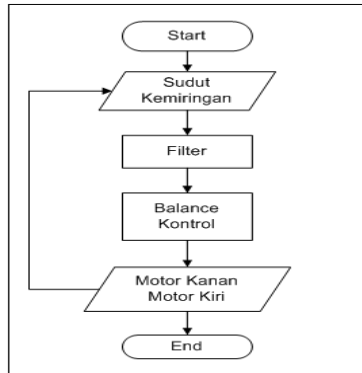 Start
Sudut
Kemiringan
Filter
Balance
Kontrol
Motor Kanan
Motor Kiri
End